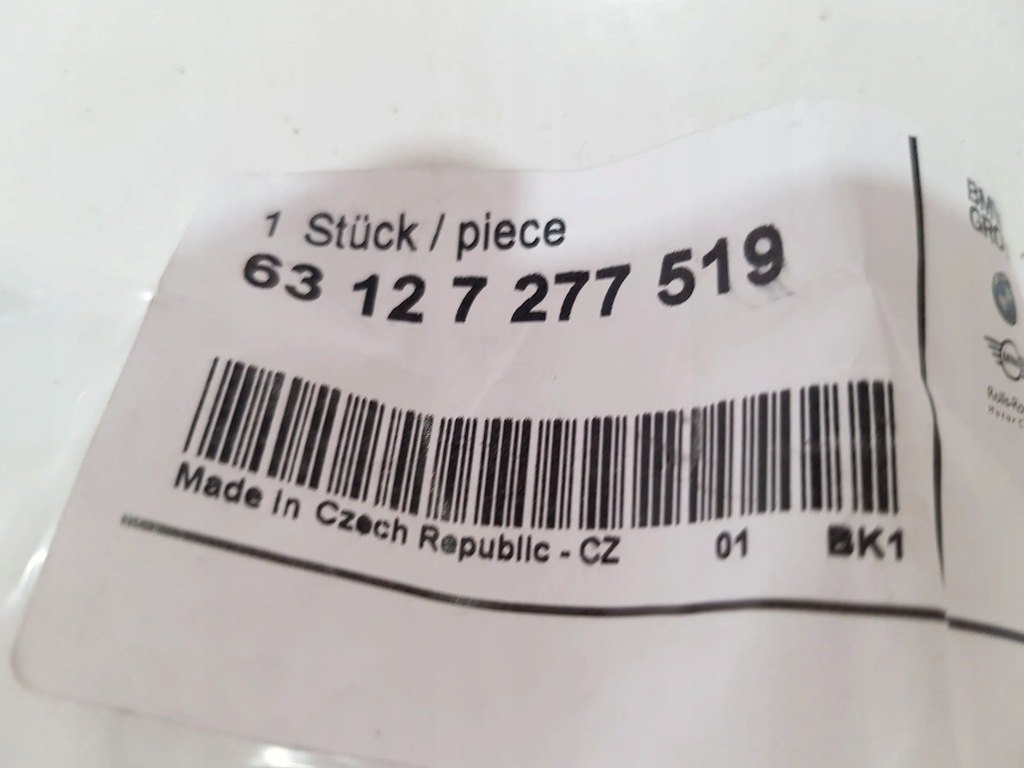 1 Stück / piece
63 12 7 277 519
Made in Czech Republic - CZ 01 BK1